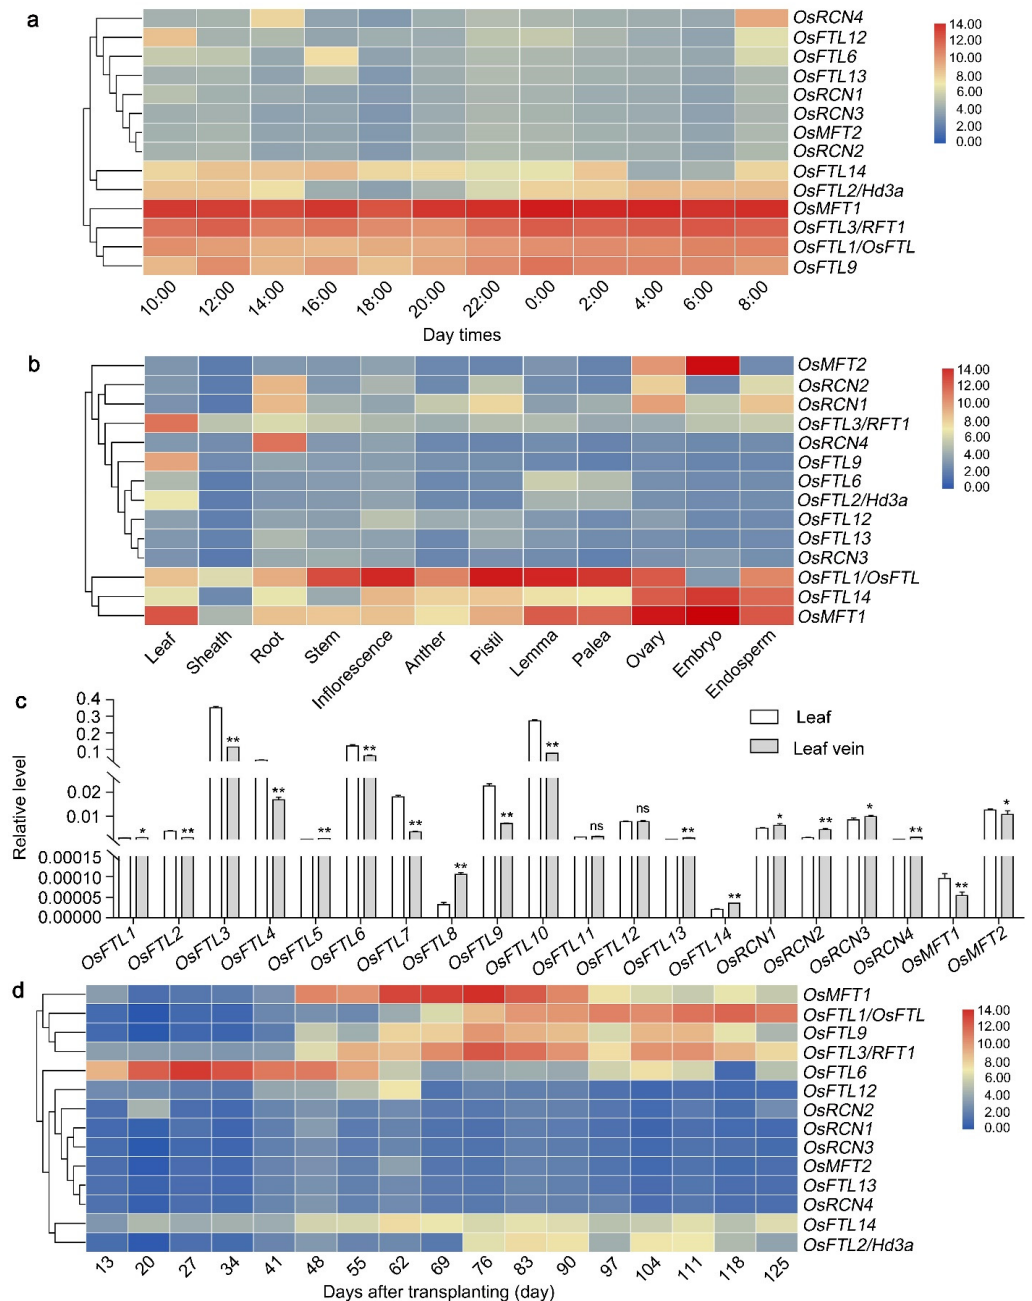 a
OsRCN4
OsFTL12
OsFTL6
OsFTL13
OsRCN1
OsRCN3
OsMFT2
OsRCN2
OsFTL14
OsFTL2/Hd3a
OsMFT1
OsFTL3/RFT1
OsFTL1/OsFTL
OsFTL9
14.00
12.00
10.00
8.00
6.00
4.00
2.00
0.00
10:00 12:00 14:00 16:00 18:00 20:00 22:00 0:00 2:00 4:00 6:00 8:00
Day times
b
OsMFT2
OsRCN2
OsRCN1
OsFTL3/RFT1
OsRCN4
OsFTL9
OsFTL6
OsFTL2/Hd3a
OsFTL12
OsFTL13
OsRCN3
OsFTL1/OsFTL
OsFTL14
OsMFT1
14.00
12.00
10.00
8.00
6.00
4.00
2.00
0.00
Leaf Sheath Root Stem Inflorescence Anther Pistil Lemma Palea Ovary Embryo Endosperm
c
Relative level
0.4
0.3
0.2
0.1
0.02
0.01
0.00015
0.00010
0.00005
0.00000
Leaf
Leaf vein
* ** ** ** ** ** ** ** ** ** ns ns ** ** * ** * ** ** *
OsFTL1 OsFTL2 OsFTL3 OsFTL4 OsFTL5 OsFTL6 OsFTL7 OsFTL8 OsFTL9 OsFTL10 OsFTL11 OsFTL12 OsFTL13 OsFTL14 OsRCN1 OsRCN2 OsRCN3 OsRCN4 OsMFT1 OsMFT2
d
OsMFT1
OsFTL1/OsFTL
OsFTL9
OsFTL3/RFT1
OsFTL6
OsFTL12
OsRCN2
OsRCN1
OsRCN3
OsMFT2
OsFTL13
OsRCN4
OsFTL14
OsFTL2/Hd3a
14.00
12.00
10.00
8.00
6.00
4.00
2.00
0.00
13 20 27 34 41 48 55 62 69 76 83 90 97 104 111 118 125
Days after transplanting (day)